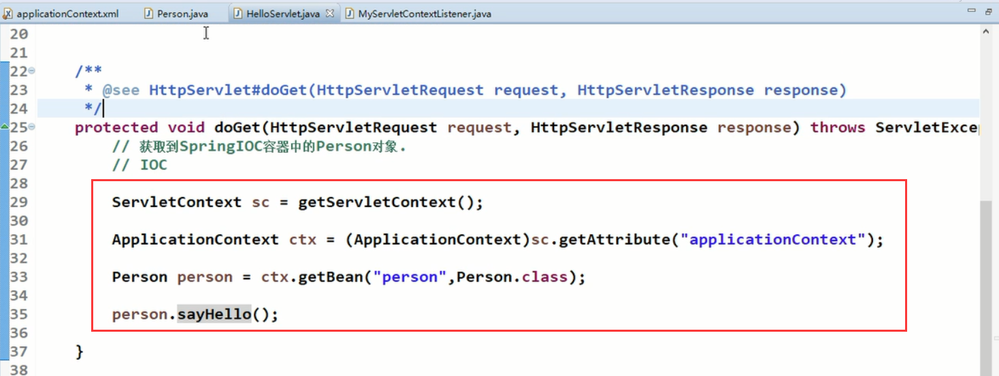 applicationContext.xml Person.java HelloServlet.java MyServletContextListener.java
20
21
22 /**
23 * @see HttpServlet#doGet(HttpServletRequest request, HttpServletResponse response)
24 */
25 protected void doGet(HttpServletRequest request, HttpServletResponse response) throws ServletExcep
26 // 获取到SpringIOC容器中的Person对象.
27 // IOC
28
29 ServletContext sc = getServletContext();
30
31 ApplicationContext ctx = (ApplicationContext)sc.getAttribute("applicationContext");
32
33 Person person = ctx.getBean("person",Person.class);
34
35 person.sayHello();
36
37 }
38